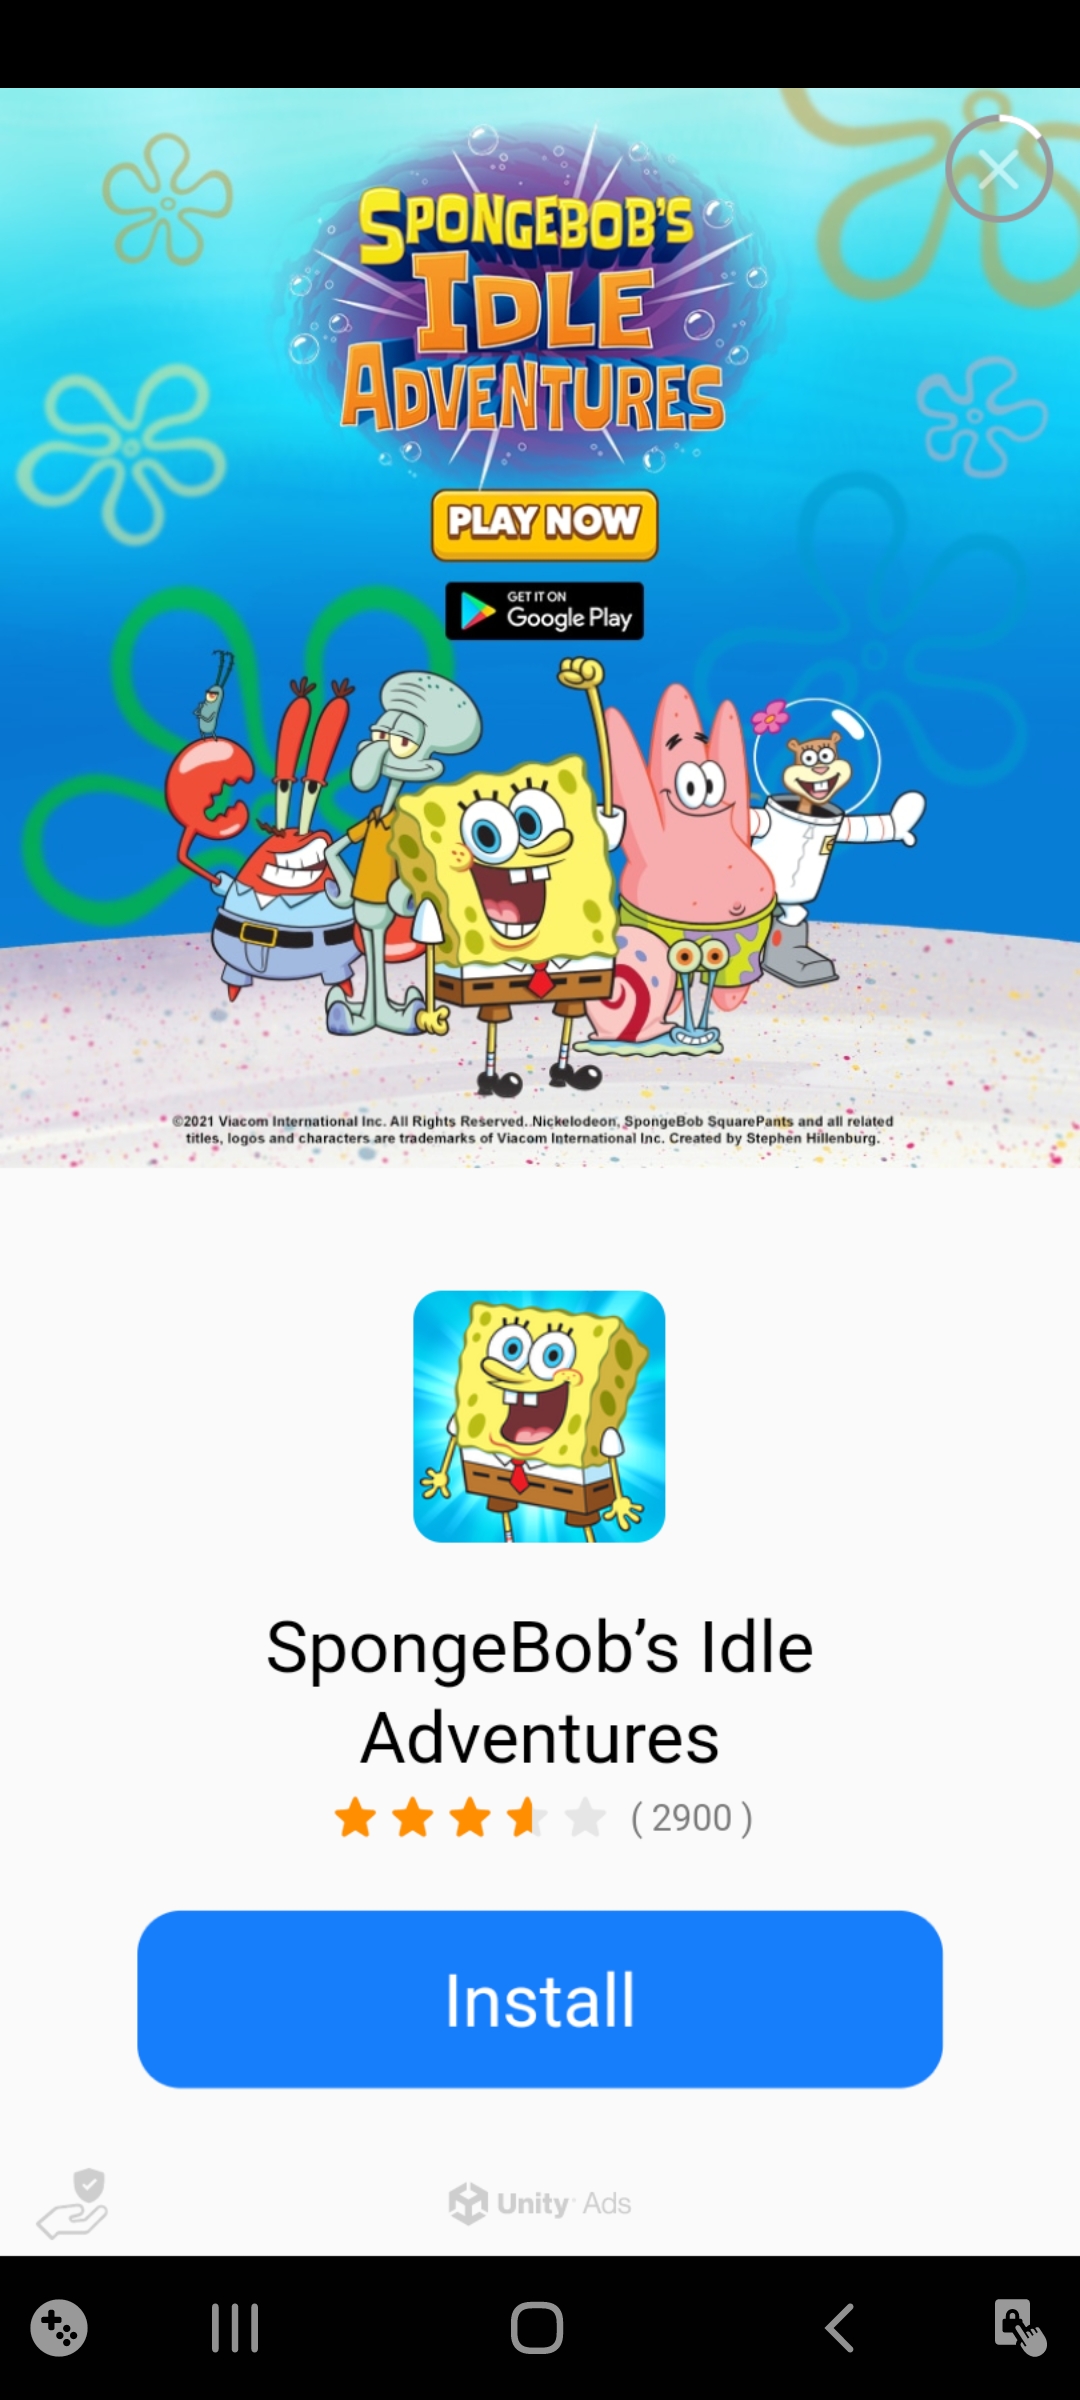 SPONGEBOB'S
IDLE
ADVENTURES
PLAY NOW
GET IT ON
Google Play
©2021 Viacom International Inc. All Rights Reserved. Nickelodeon, SpongeBob SquarePants and all related
titles, logos and characters are trademarks of Viacom International Inc. Created by Stephen Hillenburg.
SpongeBob’s Idle
Adventures
( 2900 )
Install
Unity Ads